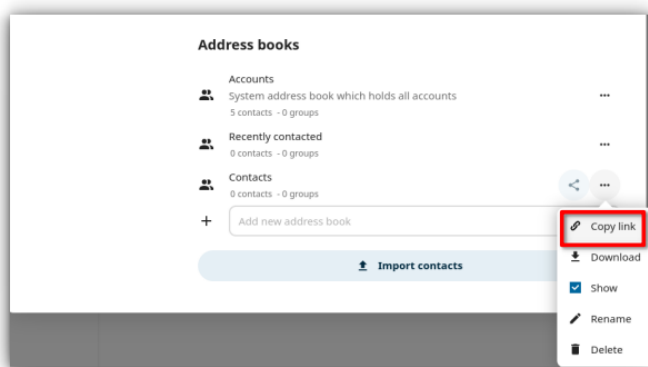 Address books
Accounts
System address book which holds all accounts
5 contacts - 0 groups
Recently contacted
0 contacts - 0 groups
Contacts
0 contacts - 0 groups
Add new address book
Import contacts
Copy link
Download
Show
Rename
Delete